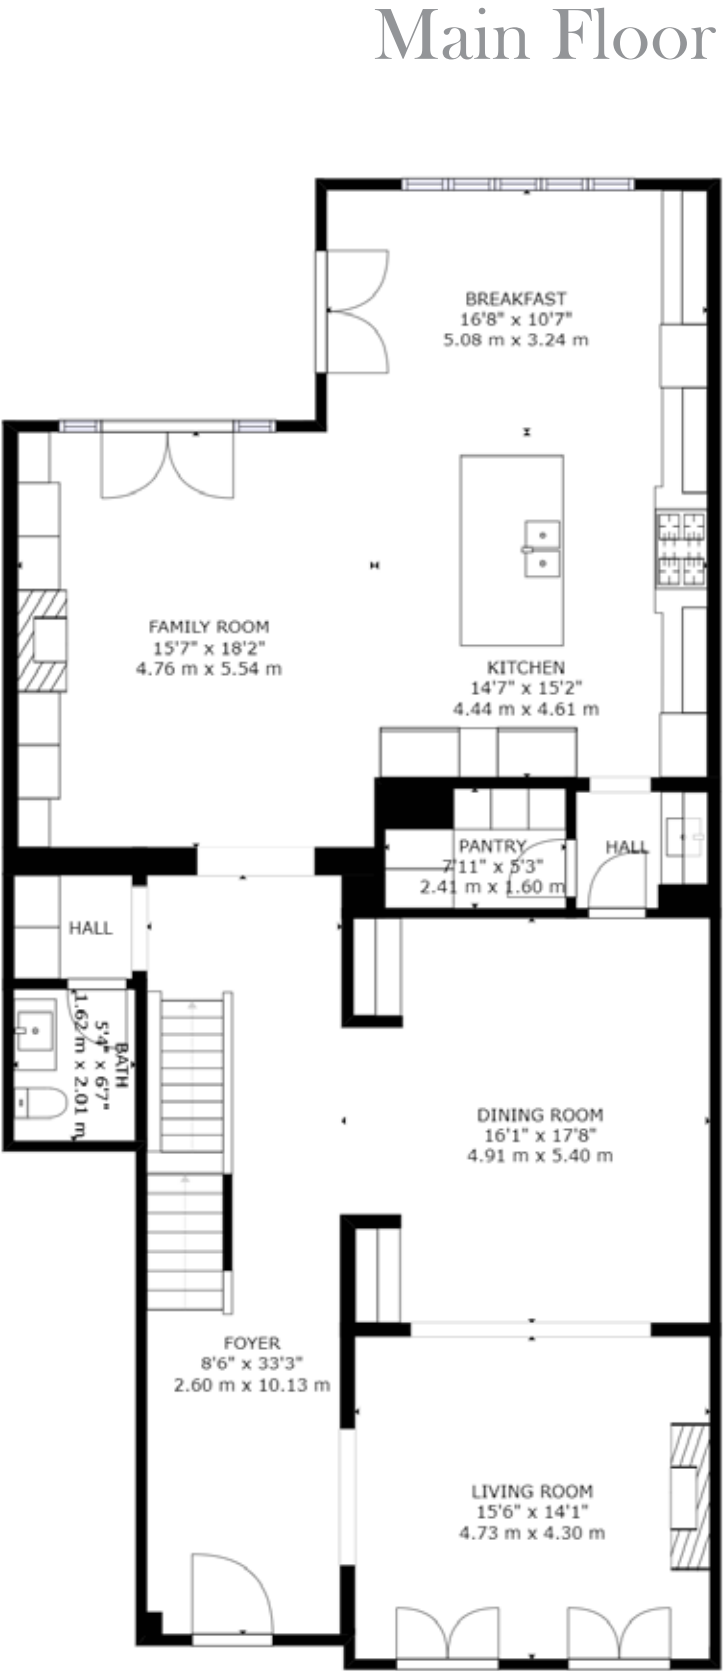 Main Floor
BREAKFAST
16'8" x 10'7"
5.08 m x 3.24 m
FAMILY ROOM
15'7" x 18'2"
4.76 m x 5.54 m
KITCHEN
14'7" x 15'2"
4.44 m x 4.61 m
PANTRY
7'11" x 5'3"
2.41 m x 1.60 m
HALL
HALL
BATH
5'4" x 6'7"
1.62 m x 2.01 m
DINING ROOM
16'1" x 17'8"
4.91 m x 5.40 m
FOYER
8'6" x 33'3"
2.60 m x 10.13 m
LIVING ROOM
15'6" x 14'1"
4.73 m x 4.30 m